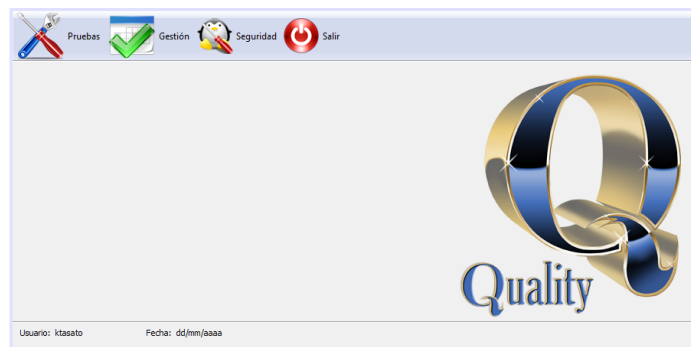 Pruebas Gestión Seguridad Salir
Q
Quality
Usuario: ktasato Fecha: dd/mm/aaaa